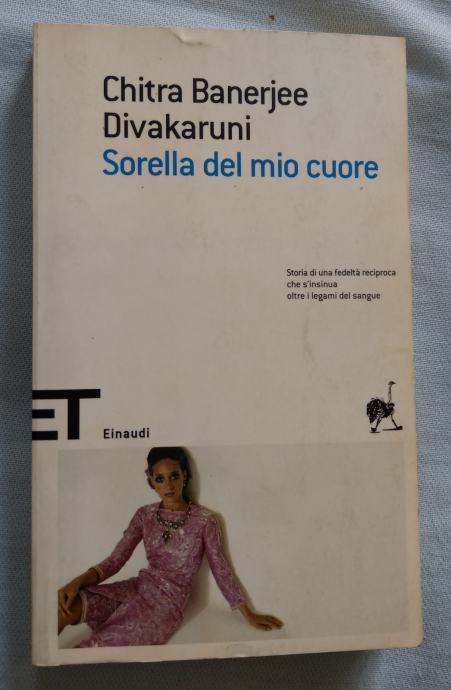 Chitra Banerjee
Divakaruni
Sorella del mio cuore
Storia di una fedeltà reciproca
che s'insinua
oltre i legami del sangue
ET
Einaudi